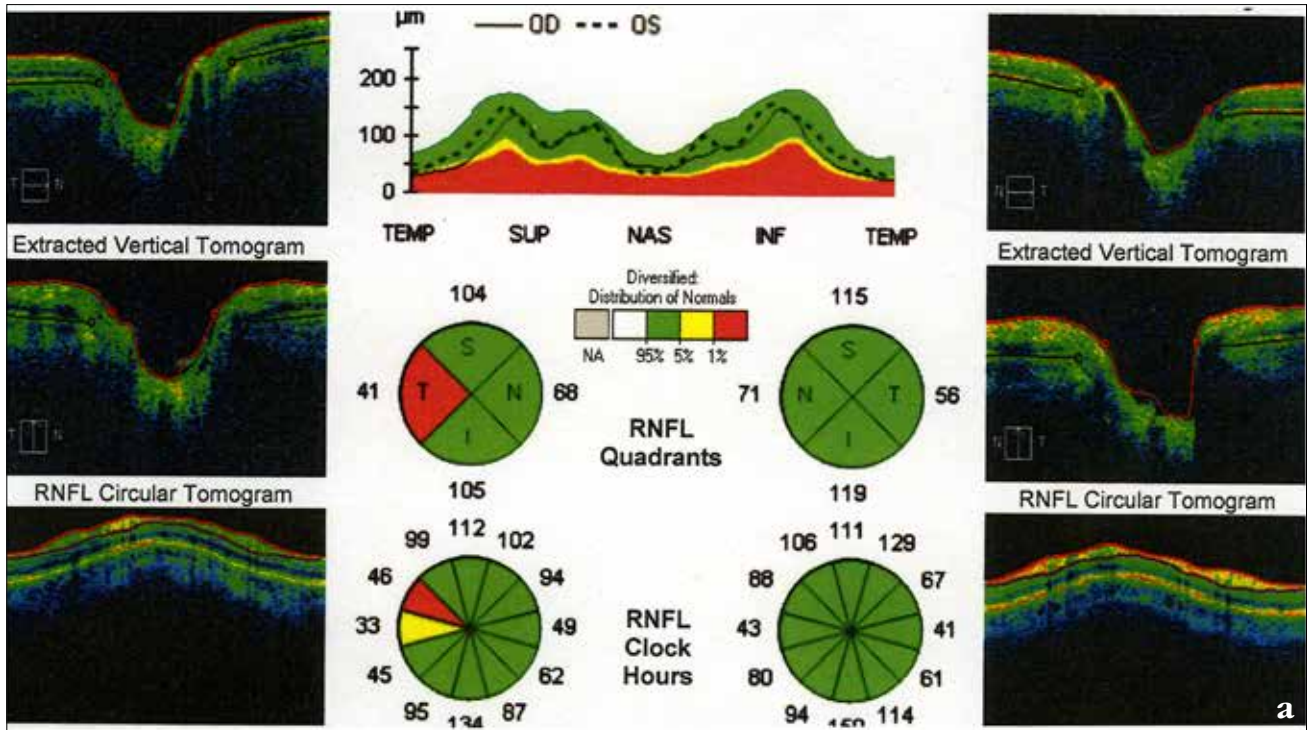 µm
OD OS
200
100
0
TEMP SUP NAS INF TEMP
Extracted Vertical Tomogram
Extracted Vertical Tomogram
T N
N T
Diversified:
Distribution of Normals
NA 95% 5% 1%
104
S
41 T N 68
I
105
115
S
71 N T 56
I
119
RNFL
Quadrants
T N
N T
RNFL Circular Tomogram
RNFL Circular Tomogram
112
99 102
46 94
33 49
45 62
95 87
134
RNFL
Clock
Hours
111
106 129
88 67
43 41
80 61
94 114
159
a